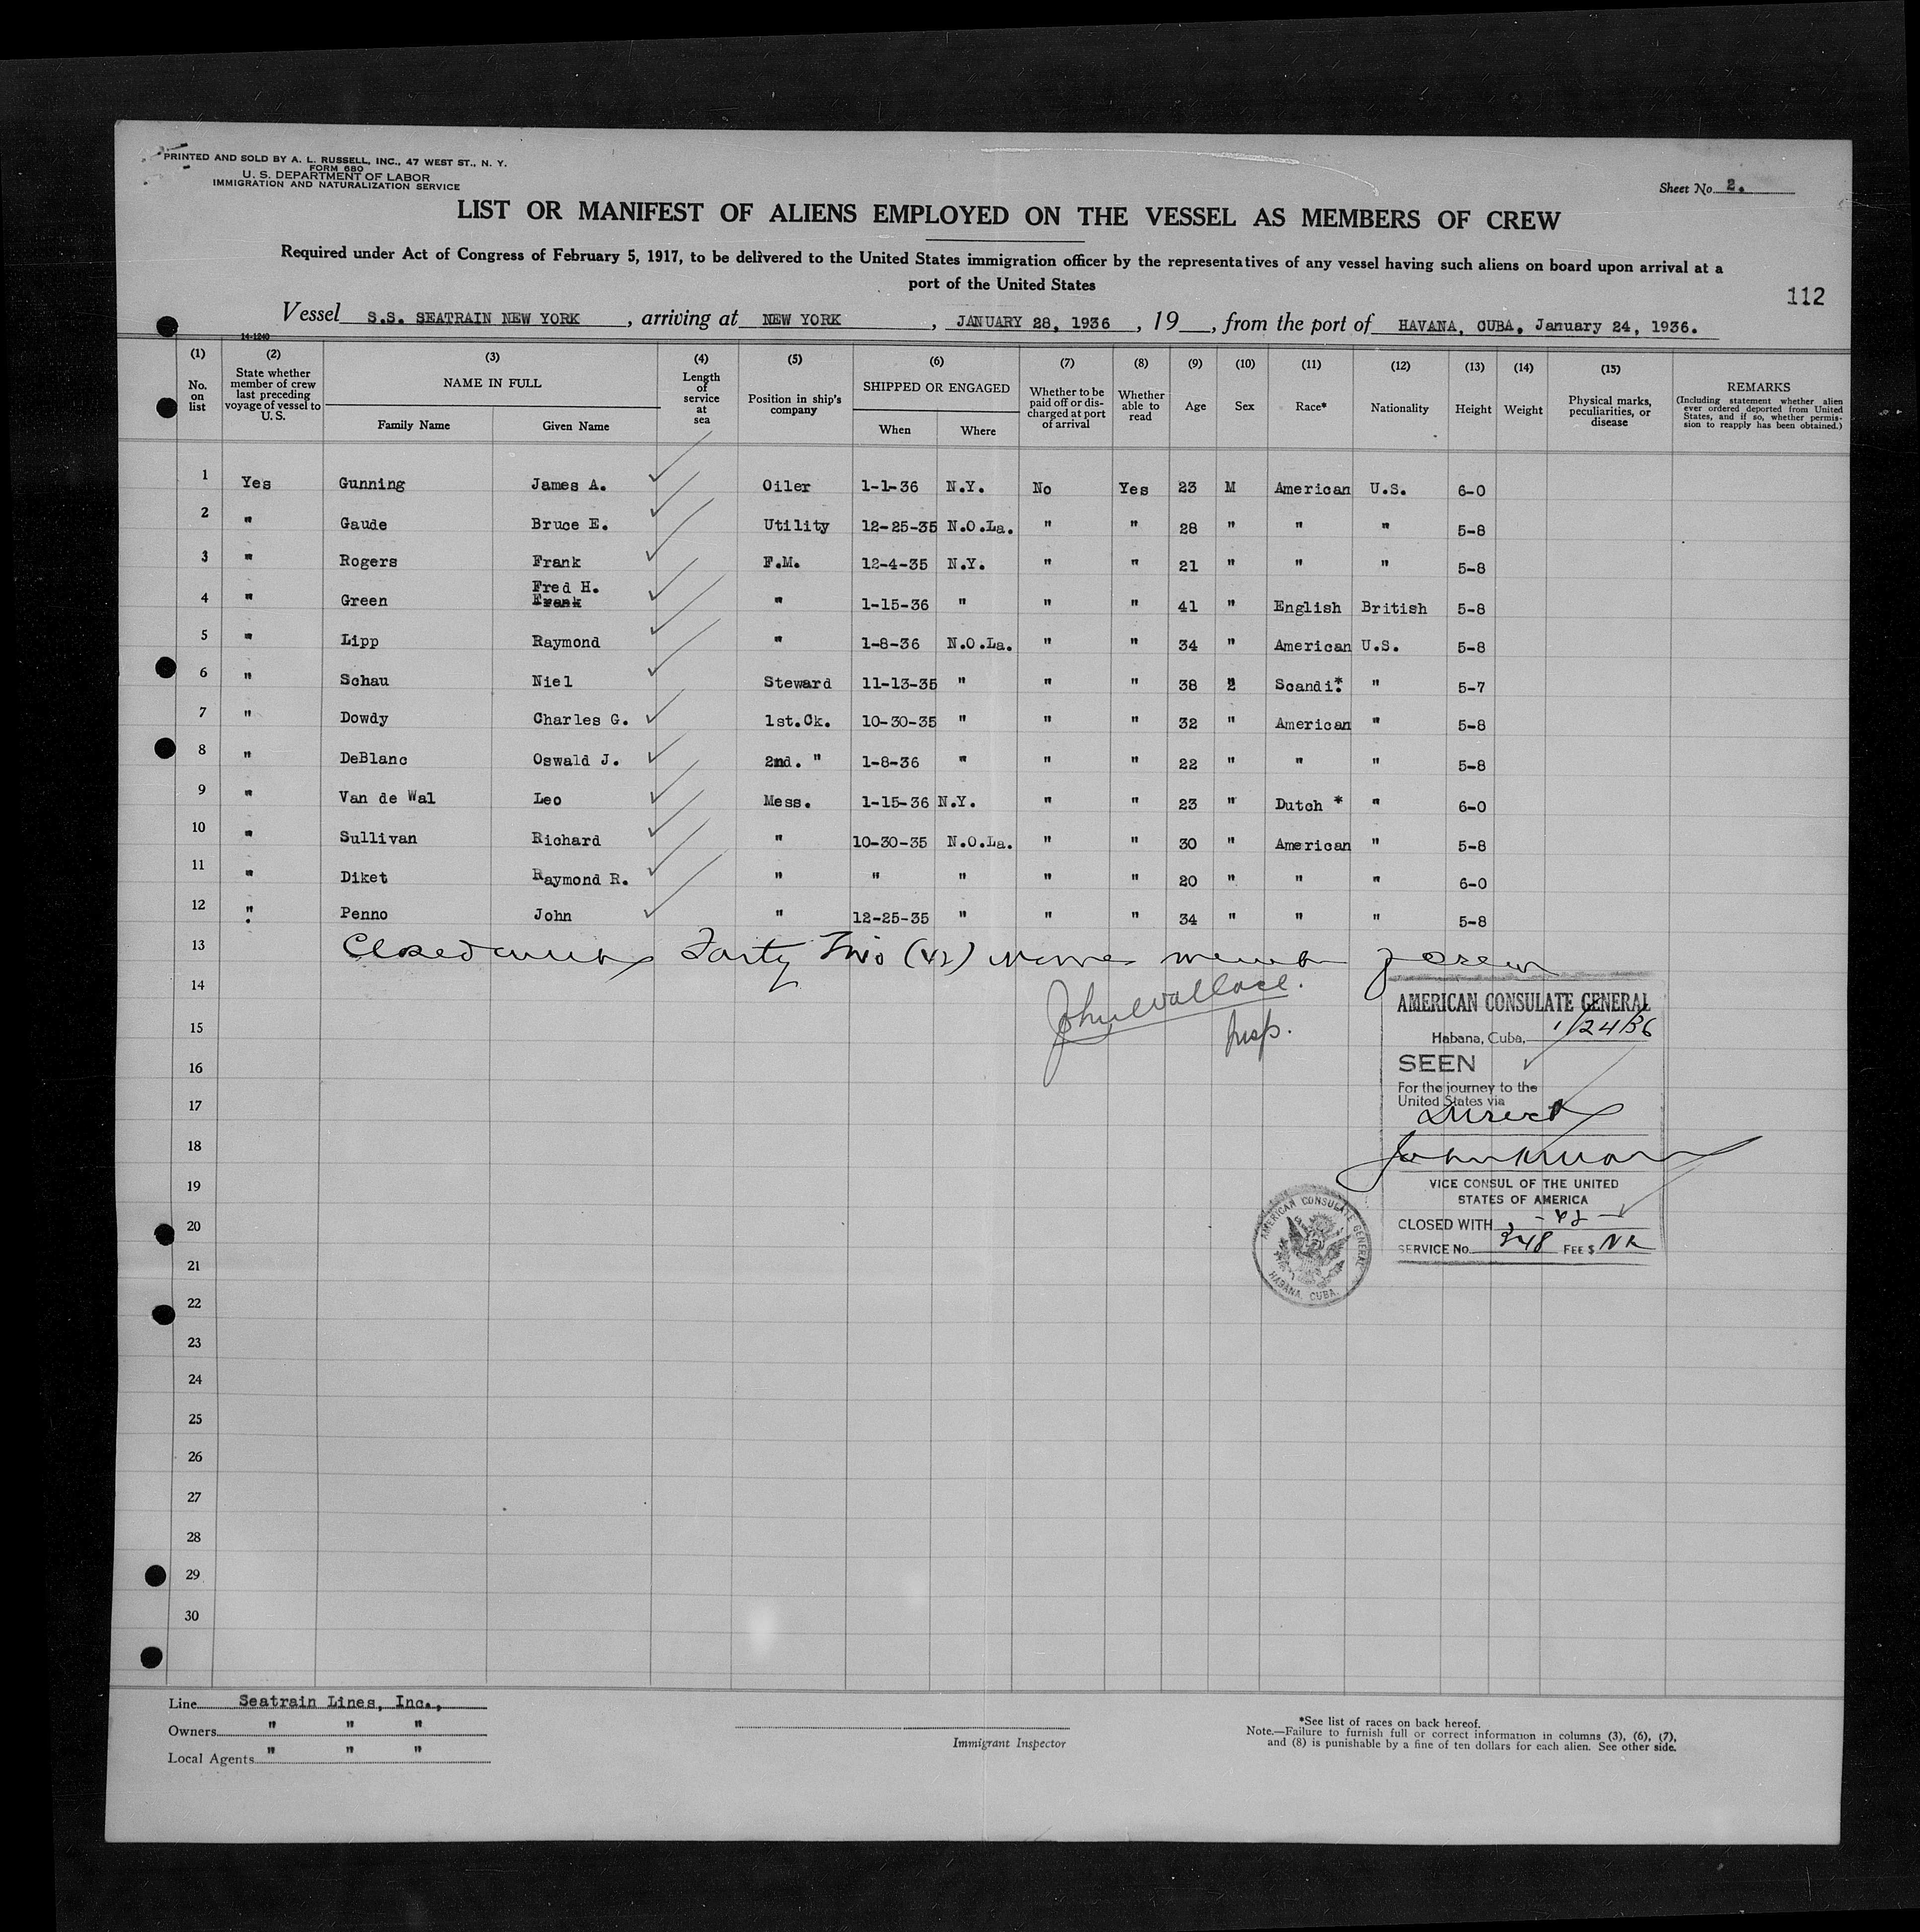 PRINTED AND SOLD BY A. L. RUSSELL, INC., 47 WEST ST., N. Y.
FORM 680
U. S. DEPARTMENT OF LABOR
IMMIGRATION AND NATURALIZATION SERVICE
Sheet No. 2.
LIST OR MANIFEST OF ALIENS EMPLOYED ON THE VESSEL AS MEMBERS OF CREW
Required under Act of Congress of February 5, 1917, to be delivered to the United States immigration officer by the representatives of any vessel having such aliens on board upon arrival at a
port of the United States
112
Vessel S.S. SEATRAIN NEW YORK, arriving at NEW YORK, JANUARY 28, 1936, 19__, from the port of HAVANA, CUBA, January 24, 1936.
14-1240
(1) No. on list
(2) State whether member of crew last preceding voyage of vessel to U. S.
(3) NAME IN FULL Family Name Given Name
(4) Length of service at sea
(5) Position in ship's company
(6) SHIPPED OR ENGAGED When Where
(7) Whether to be paid off or discharged at port of arrival
(8) Whether able to read
(9) Age
(10) Sex
(11) Race*
(12) Nationality
(13) Height
(14) Weight
(15) Physical marks, peculiarities, or disease
REMARKS (Including statement whether alien ever ordered deported from United States, and if so, whether permission to reapply has been obtained.)
1 Yes Gunning James A. Oiler 1-1-36 N.Y. No Yes 23 M American U.S. 6-0
2 " Gaude Bruce E. Utility 12-25-35 N.O.La. " " 28 " " " 5-8
3 " Rogers Frank F.M. 12-4-35 N.Y. " " 21 " " " 5-8
Fred H.
4 " Green Frank " 1-15-36 " " " 41 " English British 5-8
5 " Lipp Raymond " 1-8-36 N.O.La. " " 34 " American U.S. 5-8
6 " Schau Niel Steward 11-13-35 " " " 38 " Scandi.* " 5-7
7 " Dowdy Charles G. 1st.Ck. 10-30-35 " " " 32 " American " 5-8
8 " DeBlanc Oswald J. 2nd. " 1-8-36 " " " 22 " " " 5-8
9 " Van de Wal Leo Mess. 1-15-36 N.Y. " " 23 " Dutch * " 6-0
10 " Sullivan Richard " 10-30-35 N.O.La. " " 30 " American " 5-8
11 " Diket Raymond R. " " " " " 20 " " " 6-0
12 " Penno John " 12-25-35 " " " 34 " " " 5-8
13 Closed Forty Two (42)
14 John Wallace.
15 Insp.
AMERICAN CONSULATE GENERAL
Habana, Cuba, 1/24/36
16
SEEN
For the journey to the
United States via
17
Direct
18
VICE CONSUL OF THE UNITED
STATES OF AMERICA
19
20
CLOSED WITH - 42 -
SERVICE No. 348 FEE $ No
AMERICAN CONSULATE GENERAL
HABANA, CUBA.
21
22
23
24
25
26
27
28
29
30
Line Seatrain Lines, Inc.,
Owners " " "
Local Agents " " "
Immigrant Inspector
*See list of races on back hereof.
Note.—Failure to furnish full or correct information in columns (3), (6), (7),
and (8) is punishable by a fine of ten dollars for each alien. See other side.